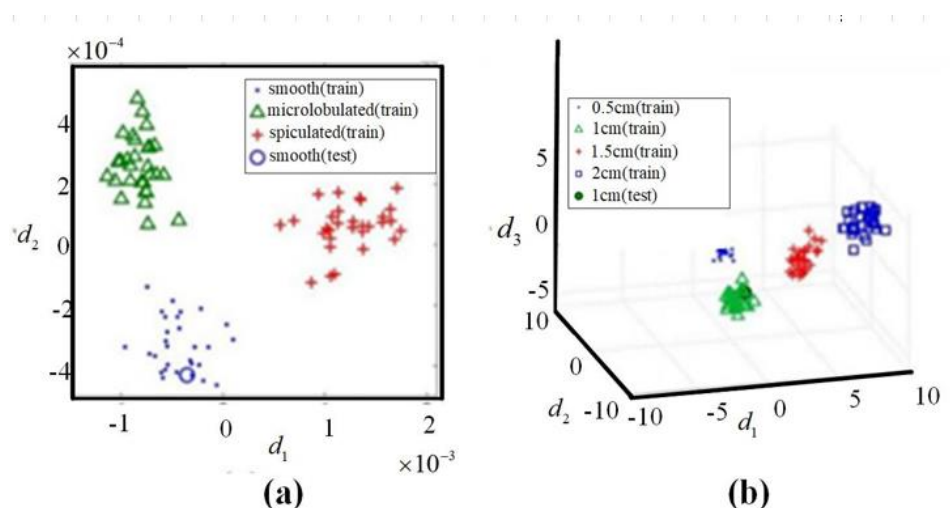 ×10⁻⁴
smooth(train)
microlobulated(train)
spiculated(train)
smooth(test)
4
2
0
-2
-4
d₂
-1 0 1 2
d₁
×10⁻³
(a)
0.5cm(train)
1cm(train)
1.5cm(train)
2cm(train)
1cm(test)
5
0
-5
d₃
10
0
-10
d₂
-10 -5 0 5 10
d₁
(b)